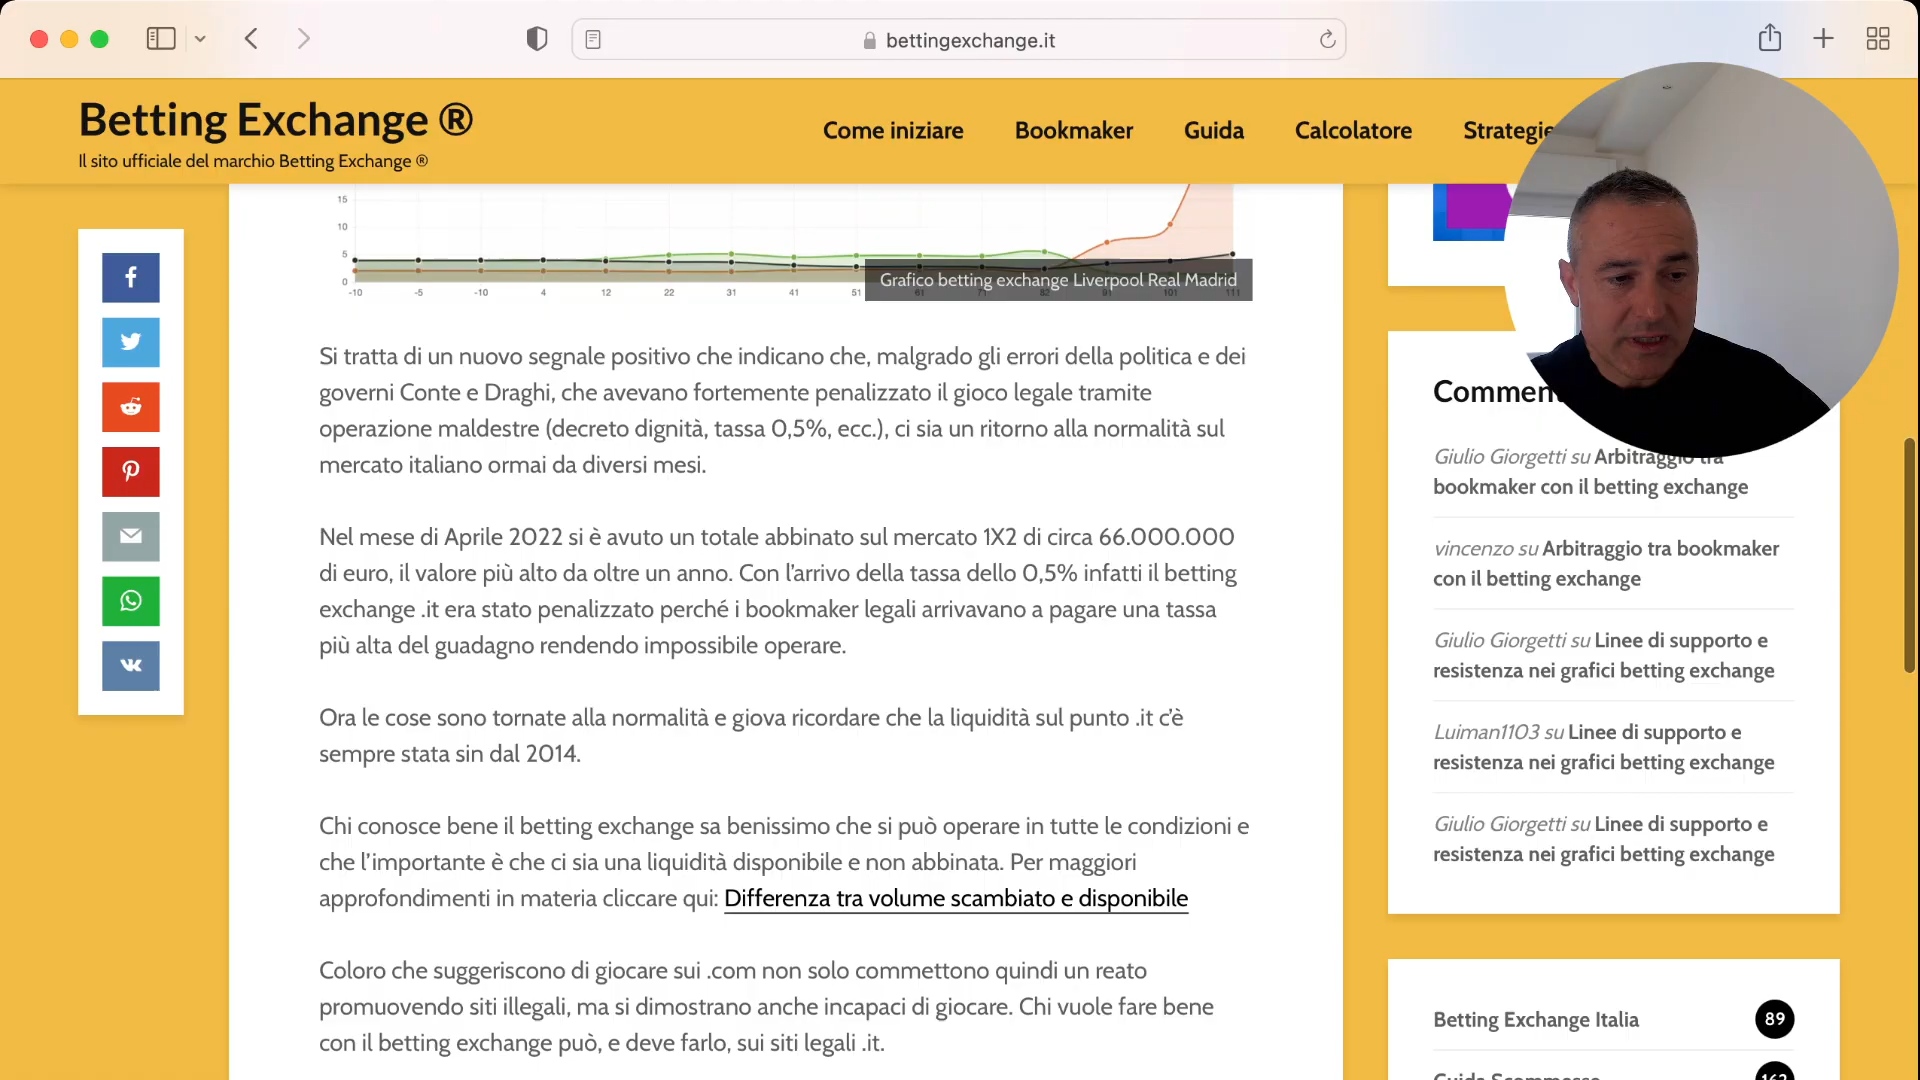 bettingexchange.it
Betting Exchange ®
Il sito ufficiale del marchio Betting Exchange ®
Come iniziare
Bookmaker
Guida
Calcolatore
Strategie
15
10
5
0
-10 -5 -10 4 12 22 31 41 51 61 71 82 91 101 111
Grafico betting exchange Liverpool Real Madrid
Si tratta di un nuovo segnale positivo che indicano che, malgrado gli errori della politica e dei
governi Conte e Draghi, che avevano fortemente penalizzato il gioco legale tramite
operazione maldestre (decreto dignità, tassa 0,5%, ecc.), ci sia un ritorno alla normalità sul
mercato italiano ormai da diversi mesi.
Nel mese di Aprile 2022 si è avuto un totale abbinato sul mercato 1X2 di circa 66.000.000
di euro, il valore più alto da oltre un anno. Con l’arrivo della tassa dello 0,5% infatti il betting
exchange .it era stato penalizzato perché i bookmaker legali arrivavano a pagare una tassa
più alta del guadagno rendendo impossibile operare.
Ora le cose sono tornate alla normalità e giova ricordare che la liquidità sul punto .it c’è
sempre stata sin dal 2014.
Chi conosce bene il betting exchange sa benissimo che si può operare in tutte le condizioni e
che l’importante è che ci sia una liquidità disponibile e non abbinata. Per maggiori
approfondimenti in materia cliccare qui: Differenza tra volume scambiato e disponibile
Coloro che suggeriscono di giocare sui .com non solo commettono quindi un reato
promuovendo siti illegali, ma si dimostrano anche incapaci di giocare. Chi vuole fare bene
con il betting exchange può, e deve farlo, sui siti legali .it.
Commen
Giulio Giorgetti su Arbitraggio tra
bookmaker con il betting exchange
vincenzo su Arbitraggio tra bookmaker
con il betting exchange
Giulio Giorgetti su Linee di supporto e
resistenza nei grafici betting exchange
Luiman1103 su Linee di supporto e
resistenza nei grafici betting exchange
Giulio Giorgetti su Linee di supporto e
resistenza nei grafici betting exchange
Betting Exchange Italia 89
Guida Scommesse 162